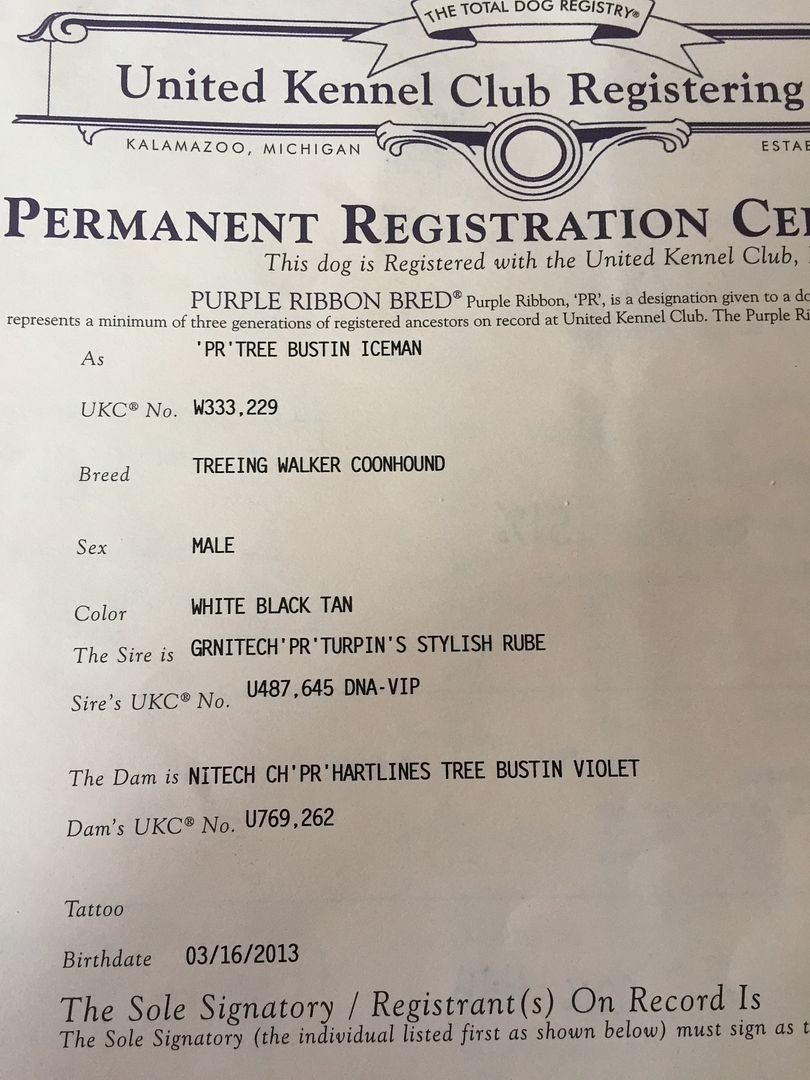 THE TOTAL DOG REGISTRY®
United Kennel Club Registering
KALAMAZOO, MICHIGAN
PERMANENT REGISTRATION
This dog is Registered with the United Kennel Club,
PURPLE RIBBON BRED® Purple Ribbon, 'PR', is a designation given to a
represents a minimum of three generations of registered ancestors on record at United Kennel Club. The Purple
As 'PR'TREE BUSTIN ICEMAN
UKC® No. W333,229
Breed TREEING WALKER COONHOUND
Sex MALE
Color WHITE BLACK TAN
The Sire is GRNITECH'PR'TURPIN'S STYLISH RUBE
Sire's UKC® No. U487,645 DNA-VIP
The Dam is NITECH CH'PR'HARTLINES TREE BUSTIN VIOLET
Dam's UKC® No. U769,262
Tattoo
Birthdate 03/16/2013
The Sole Signatory / Registrant(s) On Record Is
The Sole Signatory (the individual listed first as shown below) must sign as